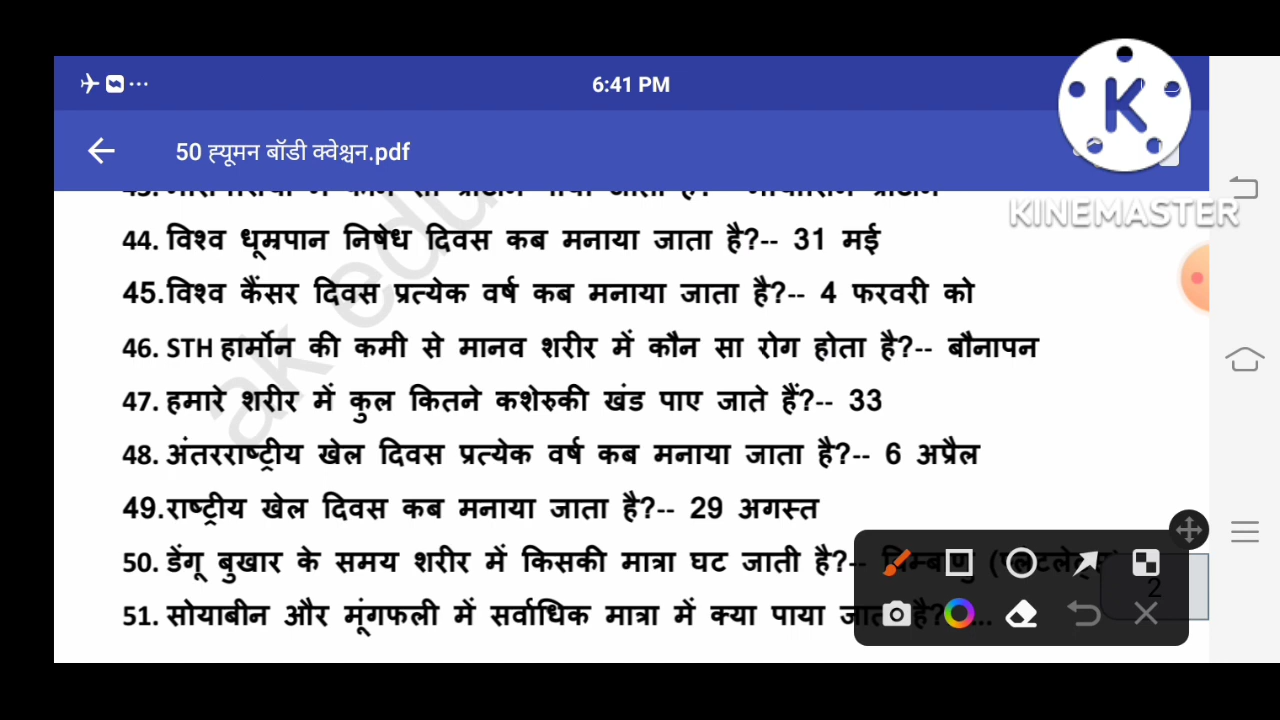 6:41 PM
50 ह्यूमन बॉडी क्वेश्चन.pdf
KINEMASTER
44. विश्व धूम्रपान निषेध दिवस कब मनाया जाता है?-- 31 मई
45.विश्व कैंसर दिवस प्रत्येक वर्ष कब मनाया जाता है?-- 4 फरवरी को
46. STH हार्मोन की कमी से मानव शरीर में कौन सा रोग होता है?-- बौनापन
47. हमारे शरीर में कुल कितने कशेरुकी खंड पाए जाते हैं?-- 33
48. अंतरराष्ट्रीय खेल दिवस प्रत्येक वर्ष कब मनाया जाता है?-- 6 अप्रैल
49.राष्ट्रीय खेल दिवस कब मनाया जाता है?-- 29 अगस्त
50. डेंगू बुखार के समय शरीर में किसकी मात्रा घट जाती है?--
2
51. सोयाबीन और मूंगफली में सर्वाधिक मात्रा में क्या पाया है?
ak edu